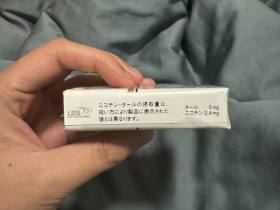 ニコチン・タールの摂取量は、
吸い方により製品に表示された
値とは異なります。
タール 5mg
ニコチン 0.4mg
LSS